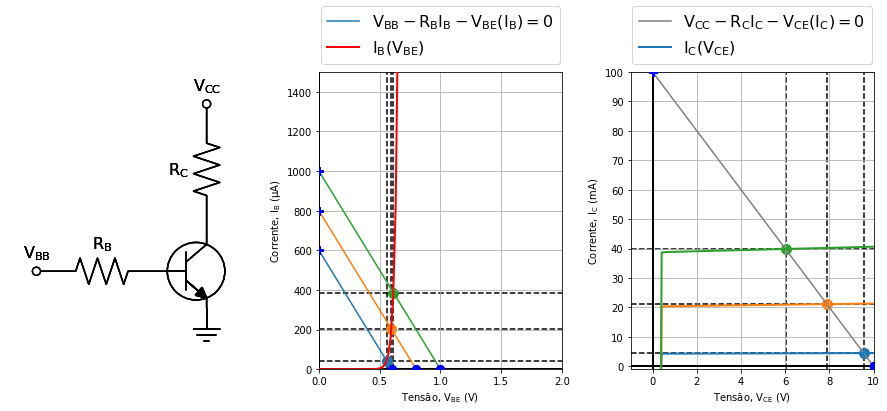 V_CC
R_C
V_BB
R_B
V_BB − R_B I_B − V_BE(I_B) = 0
I_B(V_BE)
Corrente, I_B (µA)
1400
1200
1000
800
600
400
200
0
0.0 0.5 1.0 1.5 2.0
Tensão, V_BE (V)
V_CC − R_C I_C − V_CE(I_C) = 0
I_C(V_CE)
Corrente, I_C (mA)
100
90
80
70
60
50
40
30
20
10
0
0 2 4 6 8 10
Tensão, V_CE (V)